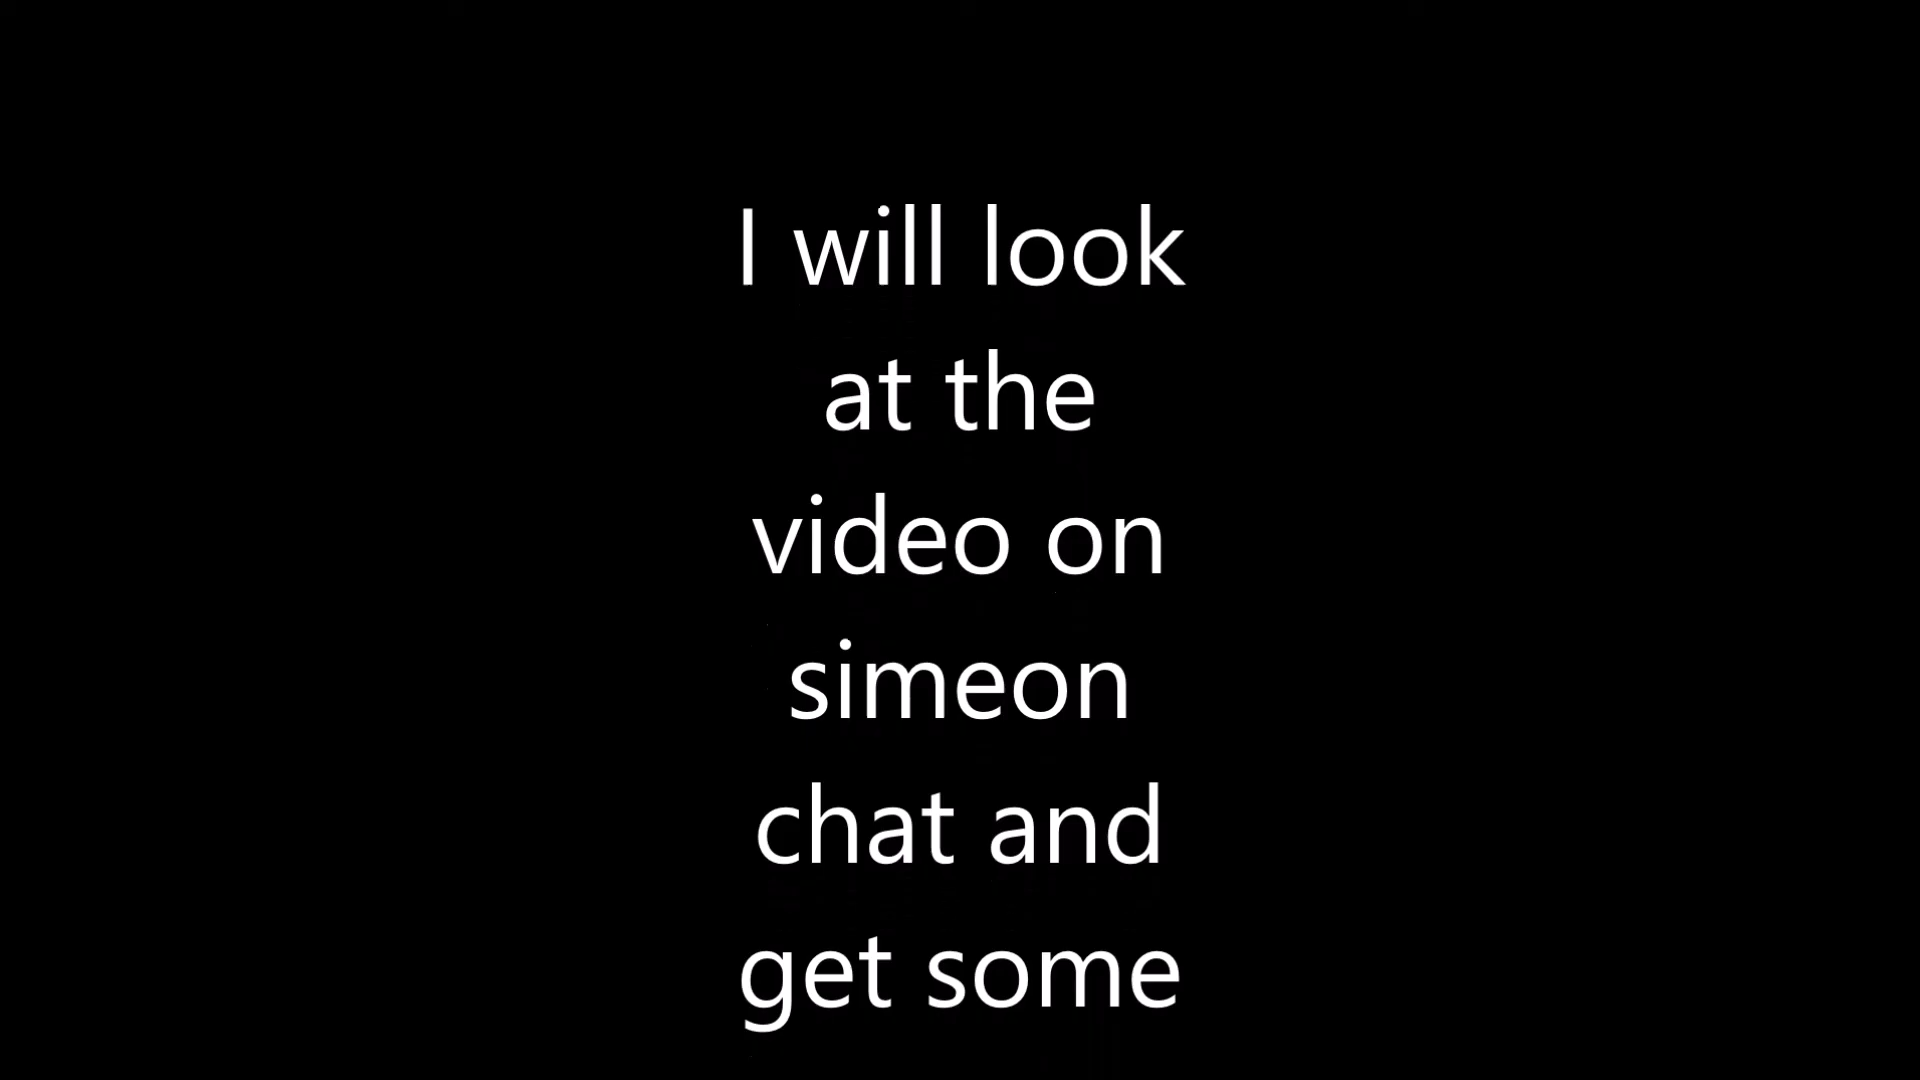 I will look
at the
video on
simeon
chat and
get some